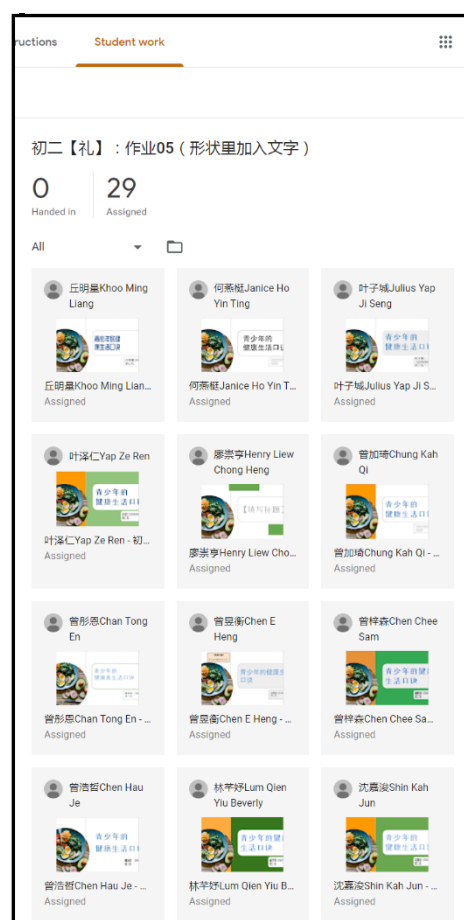 ructions
Student work
初二【礼】：作业05（形状里加入文字）
0
29
Handed in
Assigned
All
丘明量Khoo Ming
Liang
何燕梃Janice Ho
Yin Ting
叶子城Julius Yap
Ji Seng
青少年的
健康生活口诀
青少年的
健康生活口诀
丘明量Khoo Ming Lian...
何燕梃Janice Ho Yin T...
叶子城Julius Yap Ji S...
Assigned
Assigned
Assigned
叶泽仁Yap Ze Ren
廖崇亨Henry Liew
Chong Heng
曾加琦Chung Kah
Qi
青少年的
健康生活口诀
【填写标题】
青少年的
健康生活口诀
叶泽仁Yap Ze Ren - 初...
廖崇亨Henry Liew Cho...
曾加琦Chung Kah Qi - ...
Assigned
Assigned
Assigned
曾彤恩Chan Tong
En
曾昱衡Chen E
Heng
曾梓森Chen Chee
Sam
青少年的
健康生活口诀
青少年的健康生
活口诀
青少年的健
生活口诀
曾彤恩Chan Tong En - ...
曾昱衡Chen E Heng - ...
曾梓森Chen Chee Sa...
Assigned
Assigned
Assigned
曾浩哲Chen Hau
Je
林芊妤Lum Qien
Yiu Beverly
沈嘉浚Shin Kah
Jun
青少年的
健康生活口
青少年的健
生活口诀
青少年的
健康生活口
曾浩哲Chen Hau Je - ...
林芊妤Lum Qien Yiu B...
沈嘉浚Shin Kah Jun - ...
Assigned
Assigned
Assigned